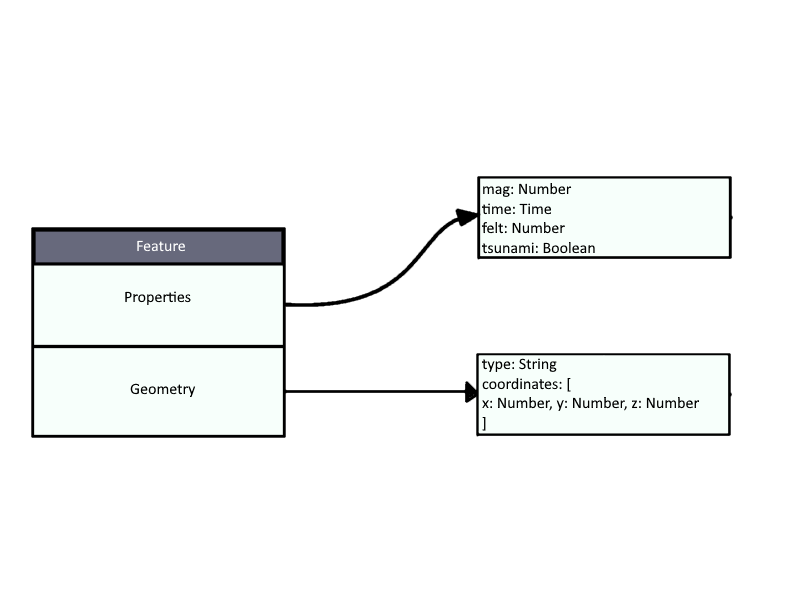 Feature
Properties
Geometry
mag: Number
time: Time
felt: Number
tsunami: Boolean
type: String
coordinates: [
x: Number, y: Number, z: Number
]